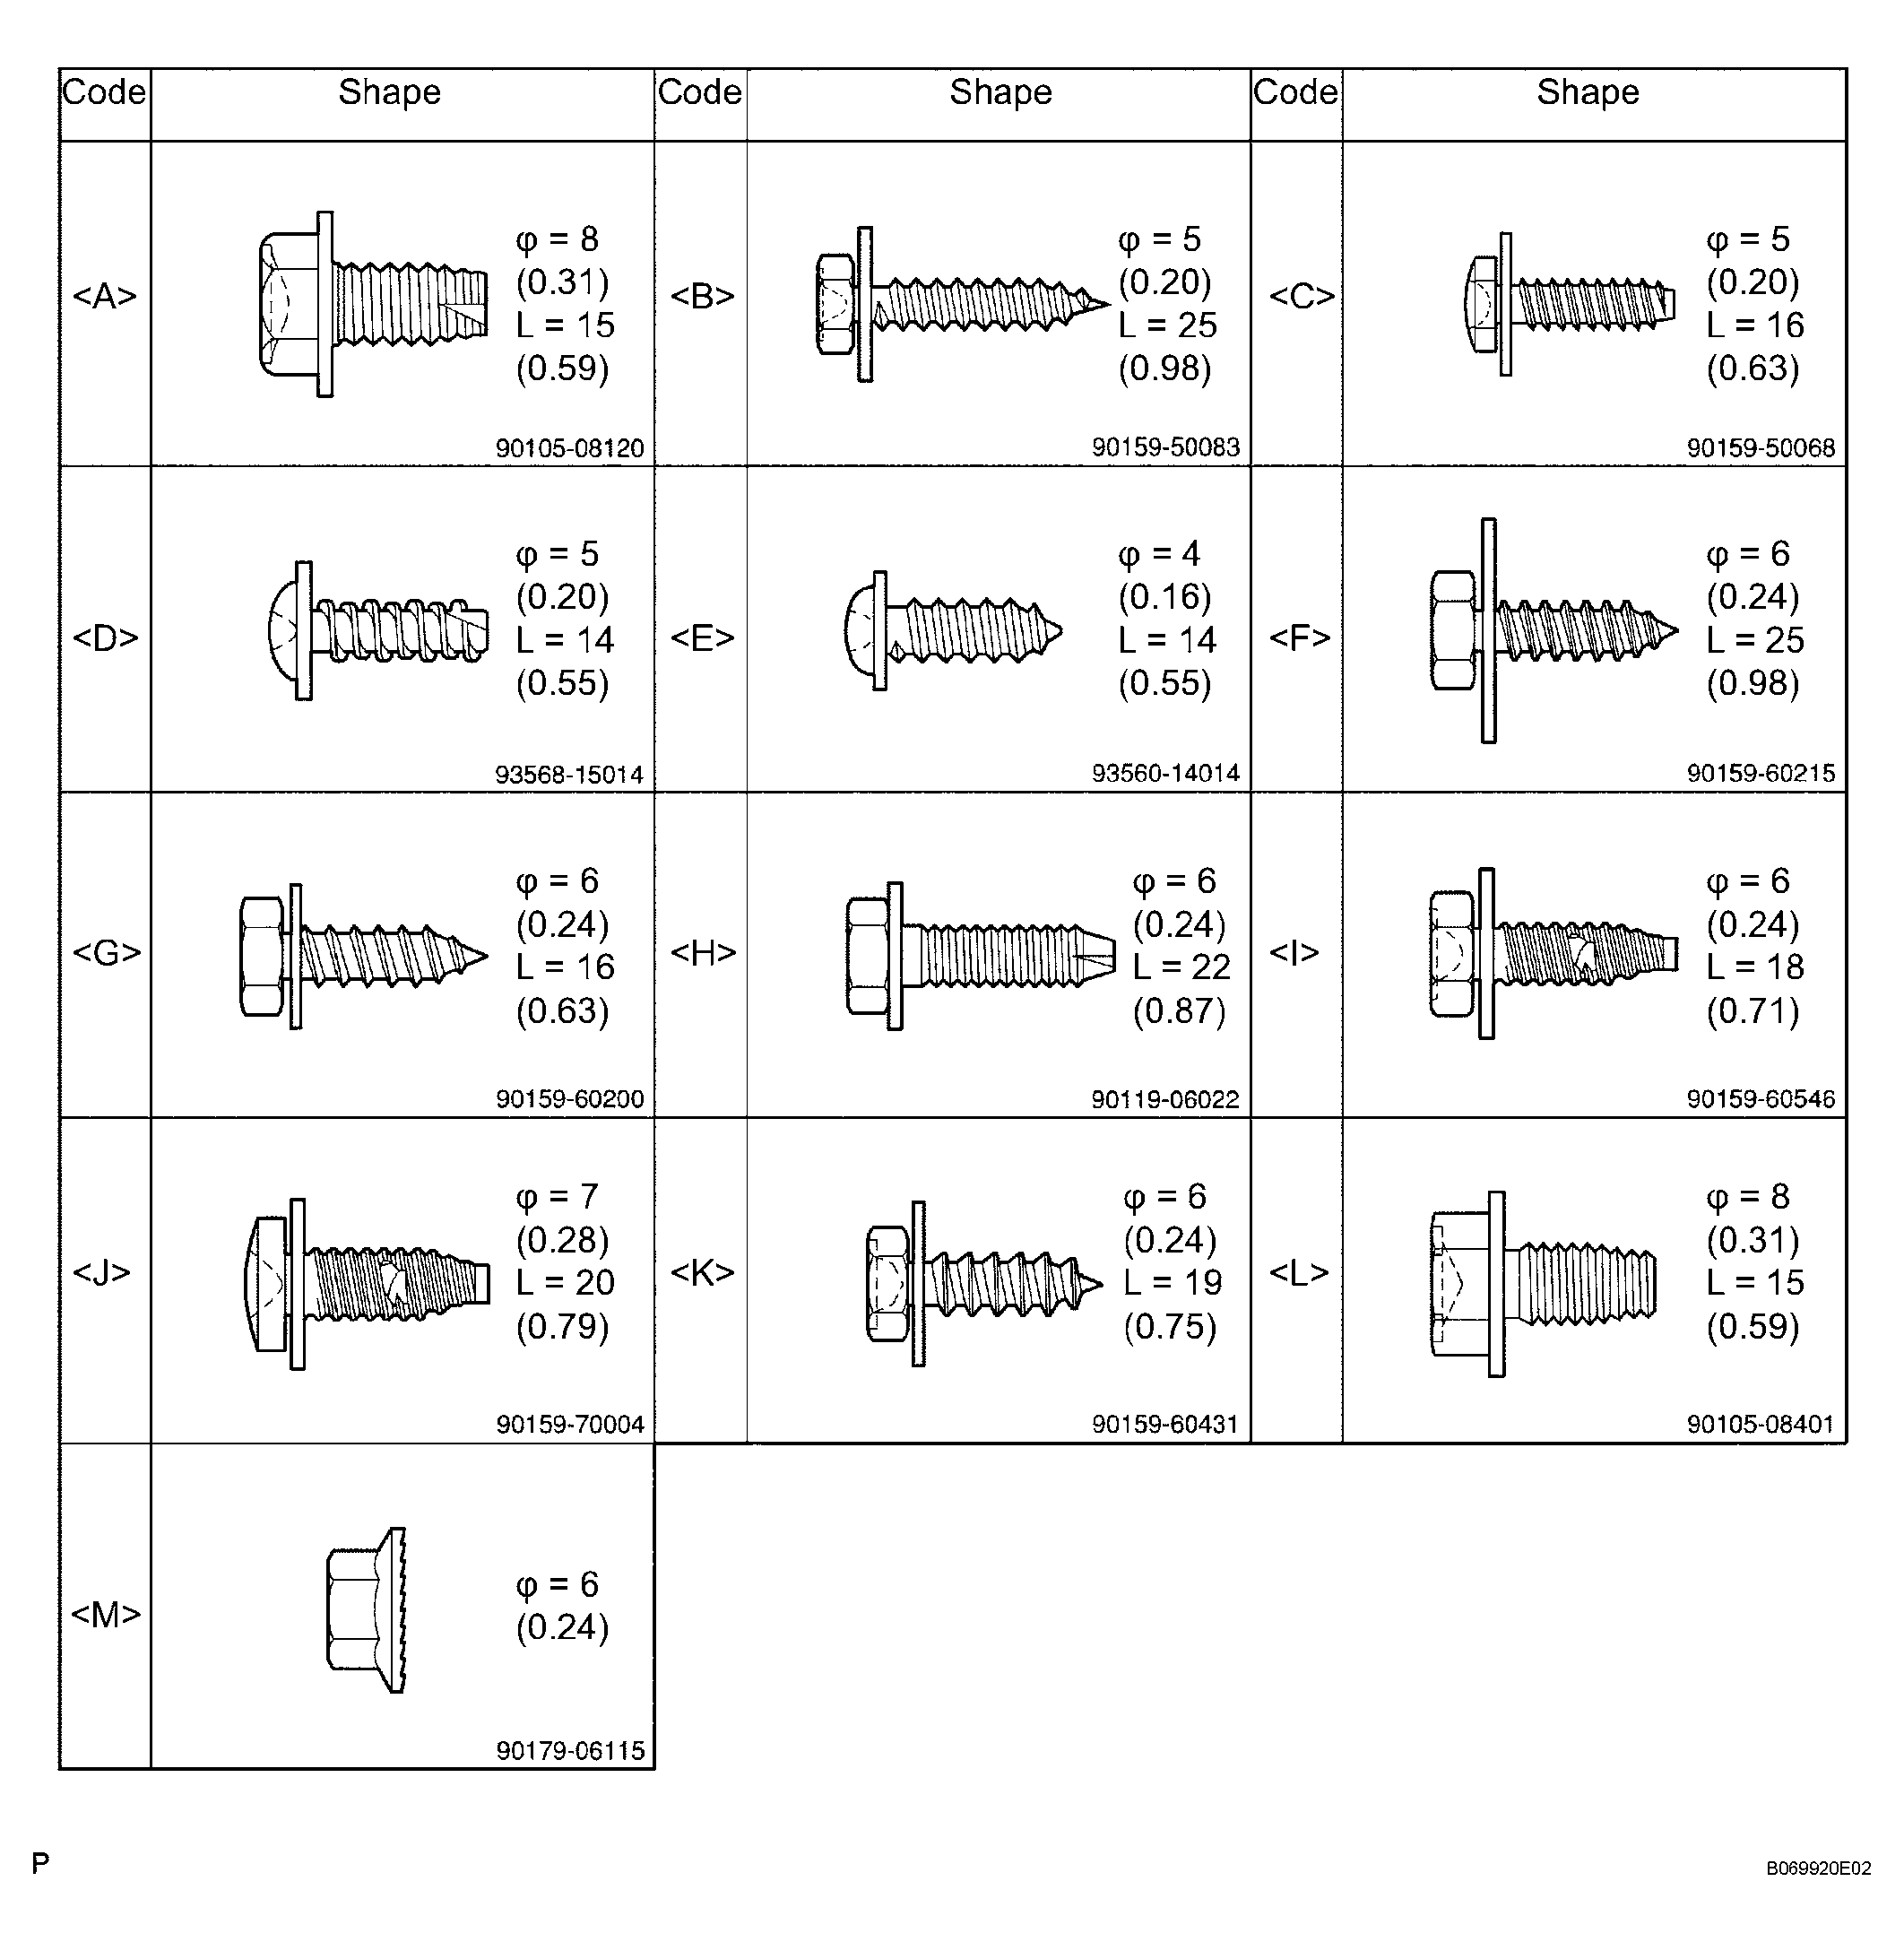 Code Shape Code Shape Code Shape
<A>
φ = 8
(0.31)
L = 15
(0.59)
90105-08120
<B>
φ = 5
(0.20)
L = 25
(0.98)
90159-50083
<C>
φ = 5
(0.20)
L = 16
(0.63)
90159-50068
<D>
φ = 5
(0.20)
L = 14
(0.55)
93568-15014
<E>
φ = 4
(0.16)
L = 14
(0.55)
93560-14014
<F>
φ = 6
(0.24)
L = 25
(0.98)
90159-60215
<G>
φ = 6
(0.24)
L = 16
(0.63)
90159-60200
<H>
φ = 6
(0.24)
L = 22
(0.87)
90119-06022
<I>
φ = 6
(0.24)
L = 18
(0.71)
90159-60546
<J>
φ = 7
(0.28)
L = 20
(0.79)
90159-70004
<K>
φ = 6
(0.24)
L = 19
(0.75)
90159-60431
<L>
φ = 8
(0.31)
L = 15
(0.59)
90105-08401
<M>
φ = 6
(0.24)
90179-06115
P
B069920E02